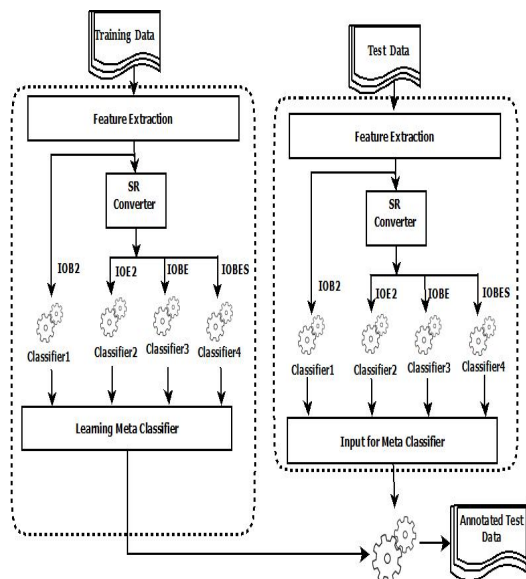 Training Data
Test Data
Feature Extraction
SR
Converter
IOB2
IOE2
IOBE
IOBES
Classifier1
Classifier2
Classifier3
Classifier4
Learning Meta Classifier
Feature Extraction
SR
Converter
IOB2
IOE2
IOBE
IOBES
Classifier1
Classifier2
Classifier3
Classifier4
Input for Meta Classifier
Annotated Test
Data